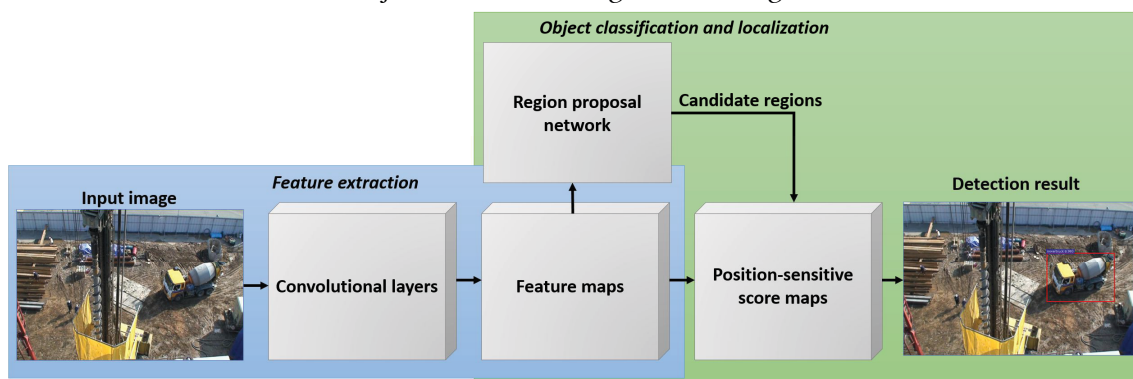 Object classification and localization
Region proposal
network
Candidate regions
Feature extraction
Input image
Detection result
Convolutional layers
Feature maps
Position-sensitive
score maps